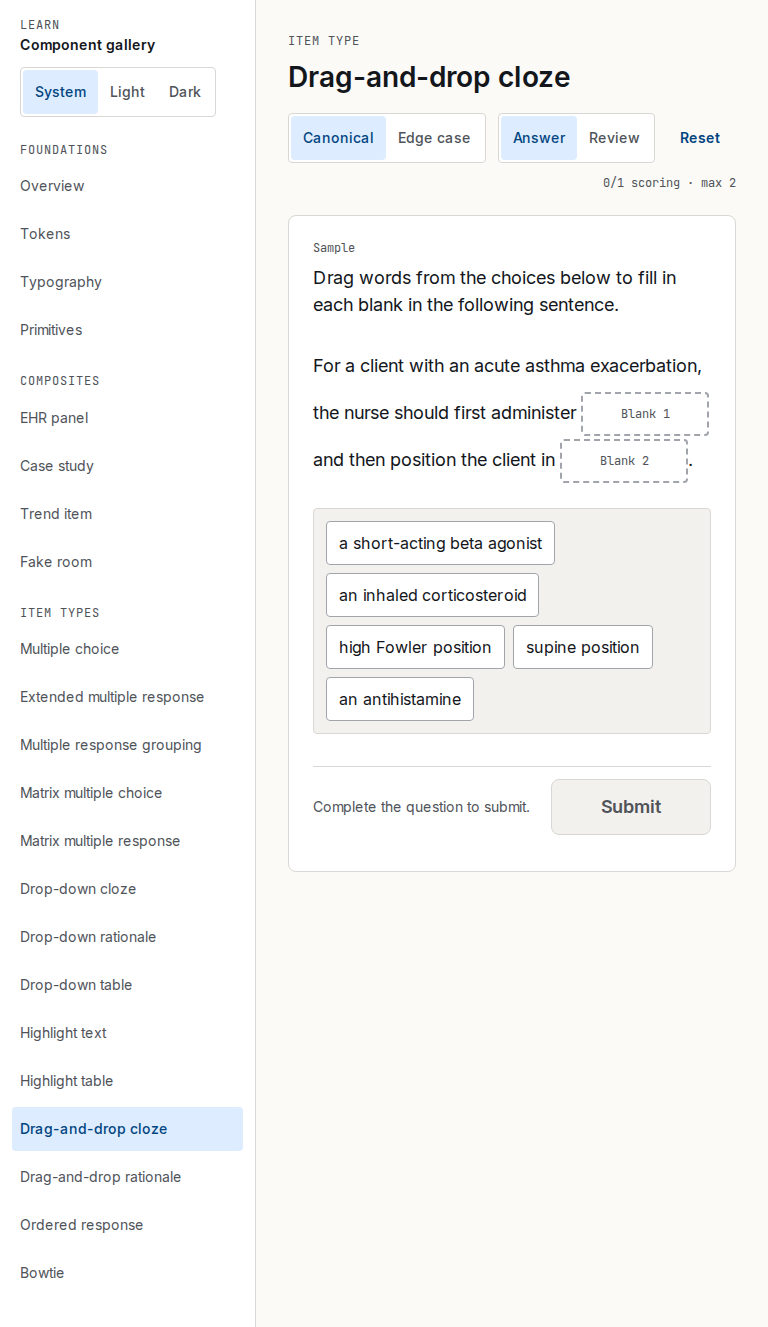 LEARN
Component gallery
System Light Dark
FOUNDATIONS
Overview
Tokens
Typography
Primitives
COMPOSITES
EHR panel
Case study
Trend item
Fake room
ITEM TYPES
Multiple choice
Extended multiple response
Multiple response grouping
Matrix multiple choice
Matrix multiple response
Drop-down cloze
Drop-down rationale
Drop-down table
Highlight text
Highlight table
Drag-and-drop cloze
Drag-and-drop rationale
Ordered response
Bowtie
ITEM TYPE
Drag-and-drop cloze
Canonical Edge case Answer Review Reset
0/1 scoring · max 2
Sample
Drag words from the choices below to fill in
each blank in the following sentence.
For a client with an acute asthma exacerbation,
the nurse should first administer Blank 1
and then position the client in Blank 2.
a short-acting beta agonist
an inhaled corticosteroid
high Fowler position supine position
an antihistamine
Complete the question to submit. Submit